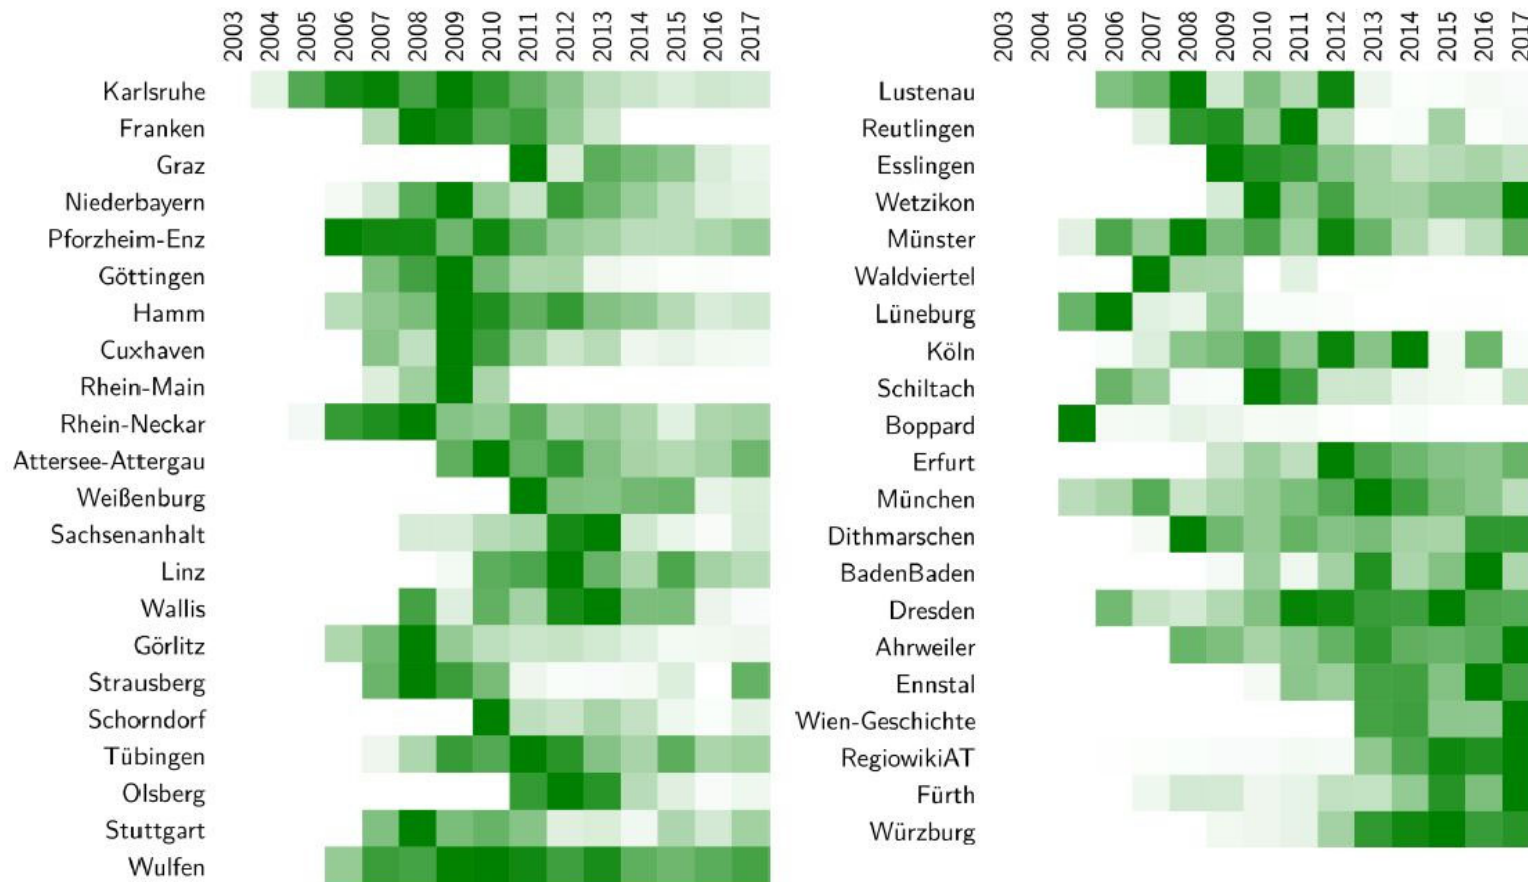 2003 2004 2005 2006 2007 2008 2009 2010 2011 2012 2013 2014 2015 2016 2017
Karlsruhe
Franken
Graz
Niederbayern
Pforzheim-Enz
Göttingen
Hamm
Cuxhaven
Rhein-Main
Rhein-Neckar
Attersee-Attergau
Weißenburg
Sachsenanhalt
Linz
Wallis
Görlitz
Strausberg
Schorndorf
Tübingen
Olsberg
Stuttgart
Wulfen
2003 2004 2005 2006 2007 2008 2009 2010 2011 2012 2013 2014 2015 2016 2017
Lustenau
Reutlingen
Esslingen
Wetzikon
Münster
Waldviertel
Lüneburg
Köln
Schiltach
Boppard
Erfurt
München
Dithmarschen
BadenBaden
Dresden
Ahrweiler
Ennstal
Wien-Geschichte
RegiowikiAT
Fürth
Würzburg